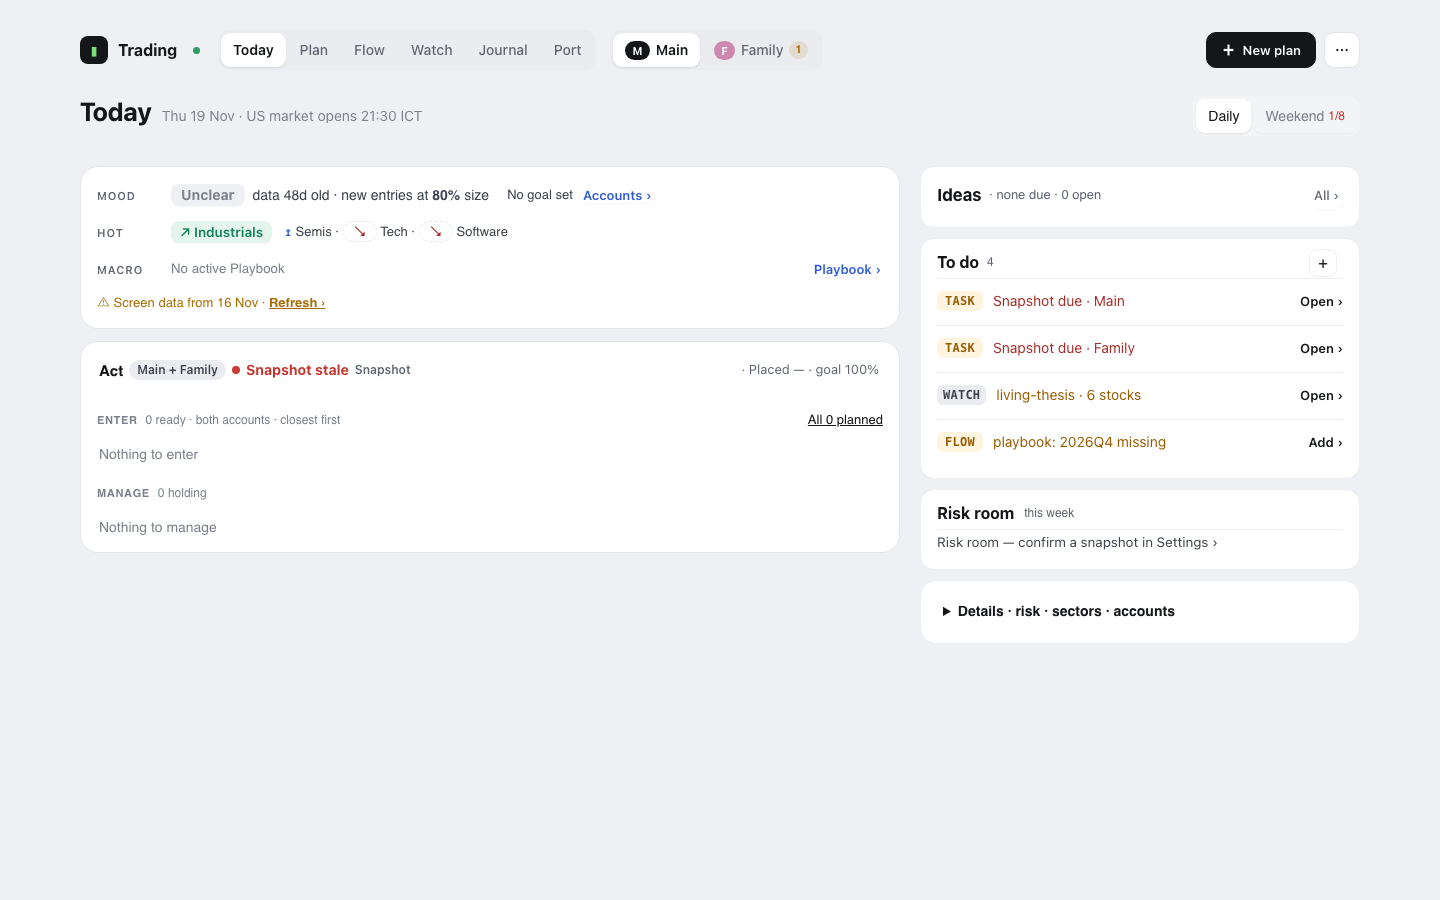 Trading Today Plan Flow Watch Journal Port M Main F Family 1 + New plan ...
Today Thu 19 Nov · US market opens 21:30 ICT Daily Weekend 1/8
MOOD Unclear data 48d old · new entries at 80% size No goal set Accounts ›
HOT ↗ Industrials ↥ Semis · ↘ Tech · ↘ Software
MACRO No active Playbook Playbook ›
⚠ Screen data from 16 Nov · Refresh ›
Act Main + Family Snapshot stale Snapshot · Placed — · goal 100%
ENTER 0 ready · both accounts · closest first All 0 planned
Nothing to enter
MANAGE 0 holding
Nothing to manage
Ideas · none due · 0 open All ›
To do 4 +
TASK Snapshot due · Main Open ›
TASK Snapshot due · Family Open ›
WATCH living-thesis · 6 stocks Open ›
FLOW playbook: 2026Q4 missing Add ›
Risk room this week
Risk room — confirm a snapshot in Settings ›
▶ Details · risk · sectors · accounts